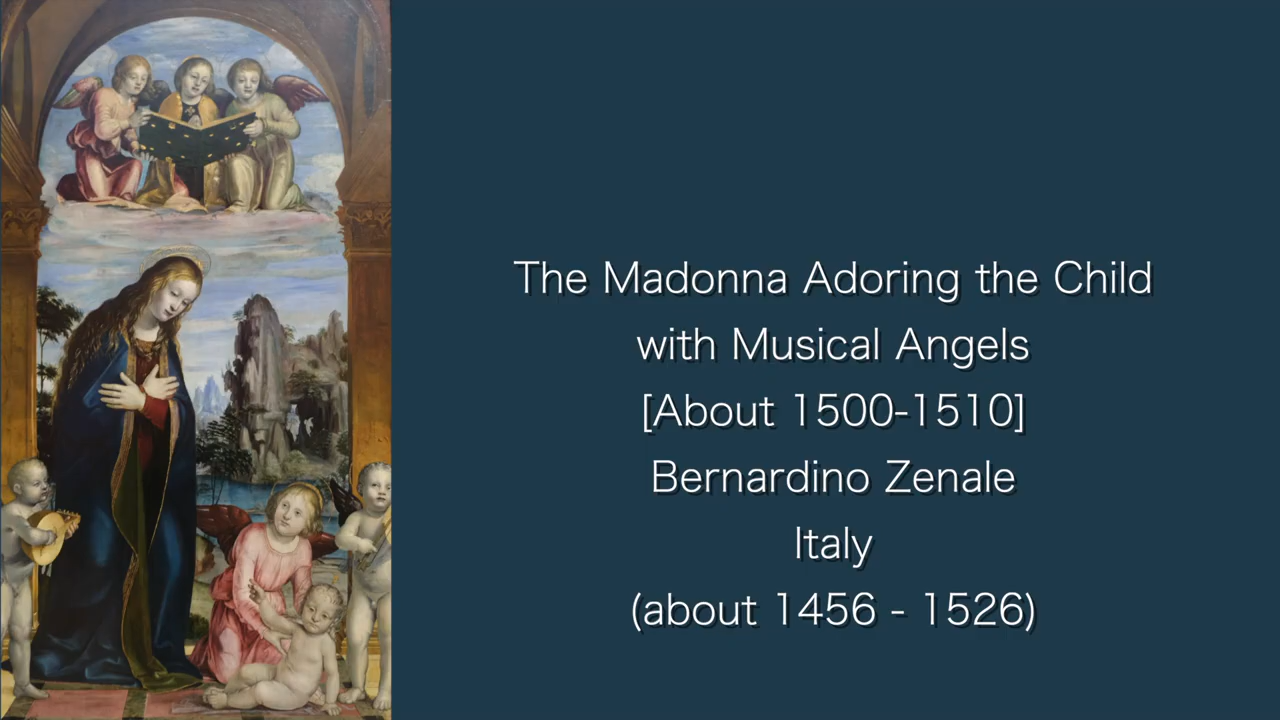 The Madonna Adoring the Child
with Musical Angels
[About 1500-1510]
Bernardino Zenale
Italy
(about 1456 - 1526)